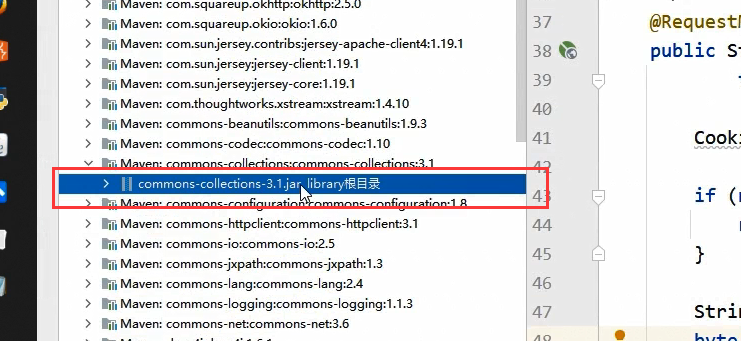 Maven: com.squareup.okhttp:okhttp:2.5.0
Maven: com.squareup.okio:okio:1.6.0
Maven: com.sun.jersey.contribs:jersey-apache-client4:1.19.1
Maven: com.sun.jersey:jersey-client:1.19.1
Maven: com.sun.jersey:jersey-core:1.19.1
Maven: com.thoughtworks.xstream:xstream:1.4.10
Maven: commons-beanutils:commons-beanutils:1.9.3
Maven: commons-codec:commons-codec:1.10
Maven: commons-collections:commons-collections:3.1
commons-collections-3.1.jar library根目录
Maven: commons-configuration:commons-configuration:1.8
Maven: commons-httpclient:commons-httpclient:3.1
Maven: commons-io:commons-io:2.5
Maven: commons-jxpath:commons-jxpath:1.3
Maven: commons-lang:commons-lang:2.4
Maven: commons-logging:commons-logging:1.1.3
Maven: commons-net:commons-net:3.6
37 @RequestM
38 public St
39
40
41 Cooki
42
43 if (n
44
45 }
46
47 Strin
48 byte